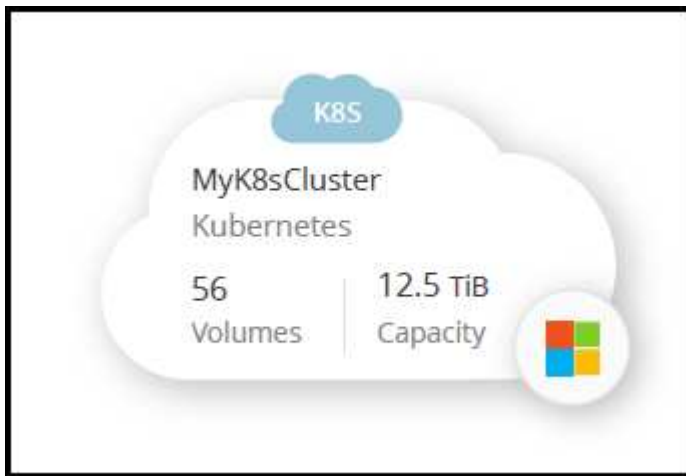 K8S
MyK8sCluster
Kubernetes
56
Volumes
12.5 TiB
Capacity